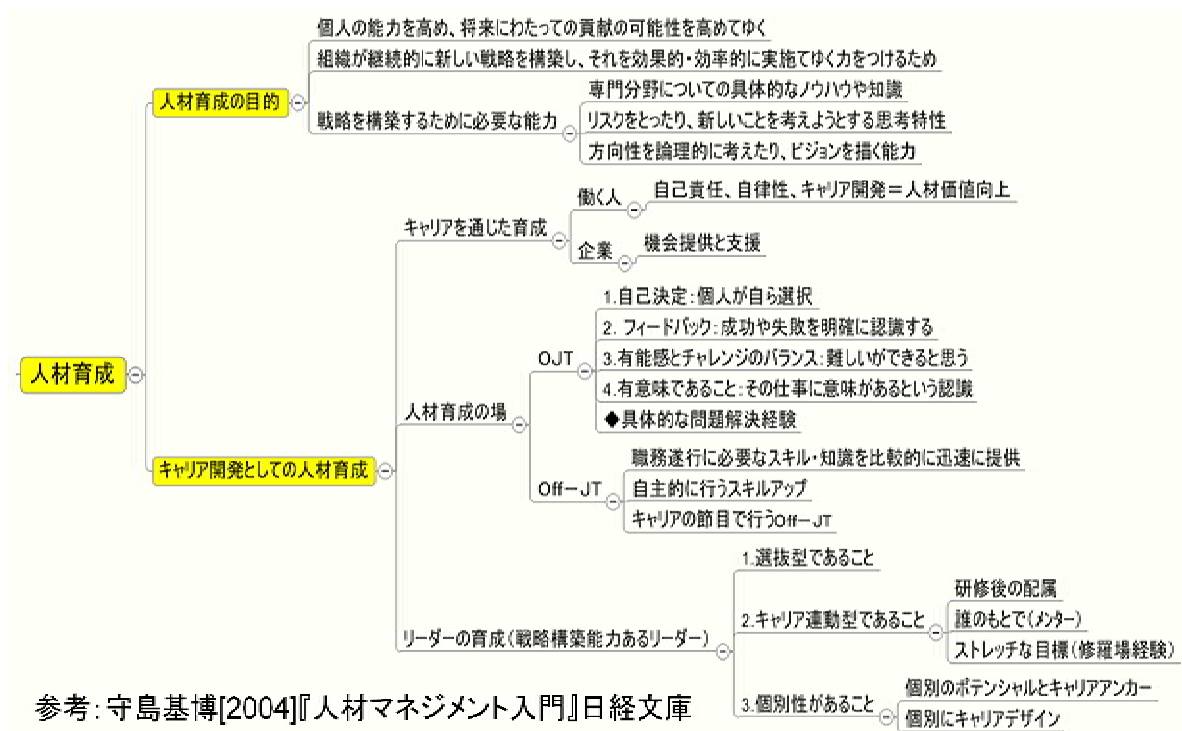 人材育成
人材育成の目的
個人の能力を高め、将来にわたっての貢献の可能性を高めてゆく
組織が継続的に新しい戦略を構築し、それを効果的・効率的に実施てゆく力をつけるため
戦略を構築するために必要な能力
専門分野についての具体的なノウハウや知識
リスクをとったり、新しいことを考えようとする思考特性
方向性を論理的に考えたり、ビジョンを描く能力
キャリア開発としての人材育成
キャリアを通じた育成
働く人
自己責任、自律性、キャリア開発＝人材価値向上
企業
機会提供と支援
人材育成の場
OJT
1.自己決定：個人が自ら選択
2. フィードバック：成功や失敗を明確に認識する
3.有能感とチャレンジのバランス：難しいができると思う
4.有意味であること：その仕事に意味があるという認識
◆具体的な問題解決経験
Off－JT
職務遂行に必要なスキル・知識を比較的に迅速に提供
自主的に行うスキルアップ
キャリアの節目で行うOff－JT
リーダーの育成（戦略構築能力あるリーダー）
1.選抜型であること
2.キャリア連動型であること
研修後の配属
誰のもとで（メンター）
ストレッチな目標（修羅場経験）
3.個別性があること
個別のポテンシャルとキャリアアンカー
個別にキャリアデザイン
参考：守島基博[2004]『人材マネジメント入門』日経文庫